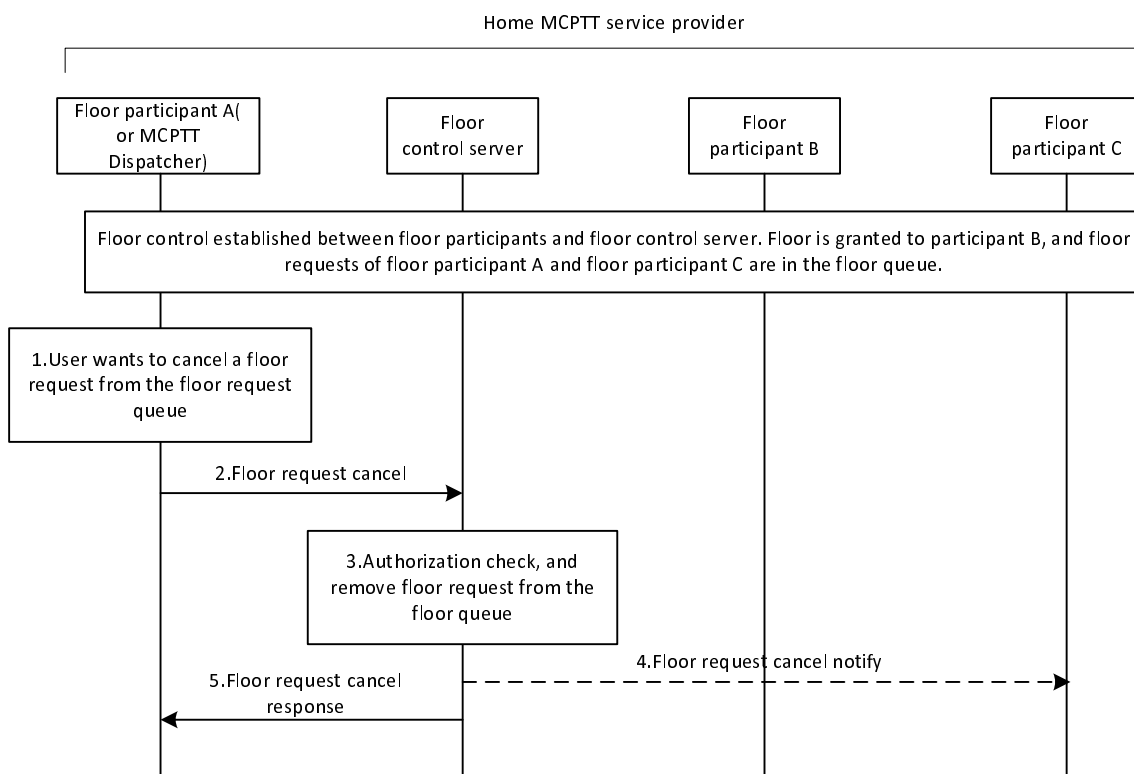 Home MCPTT service provider
Floor participant A(
or MCPTT
Dispatcher)
Floor
control server
Floor
participant B
Floor
participant C
Floor control established between floor participants and floor control server. Floor is granted to participant B, and floor
requests of floor participant A and floor participant C are in the floor queue.
1.User wants to cancel a floor
request from the floor request
queue
2.Floor request cancel
3.Authorization check, and
remove floor request from the
floor queue
4.Floor request cancel notify
5.Floor request cancel
response